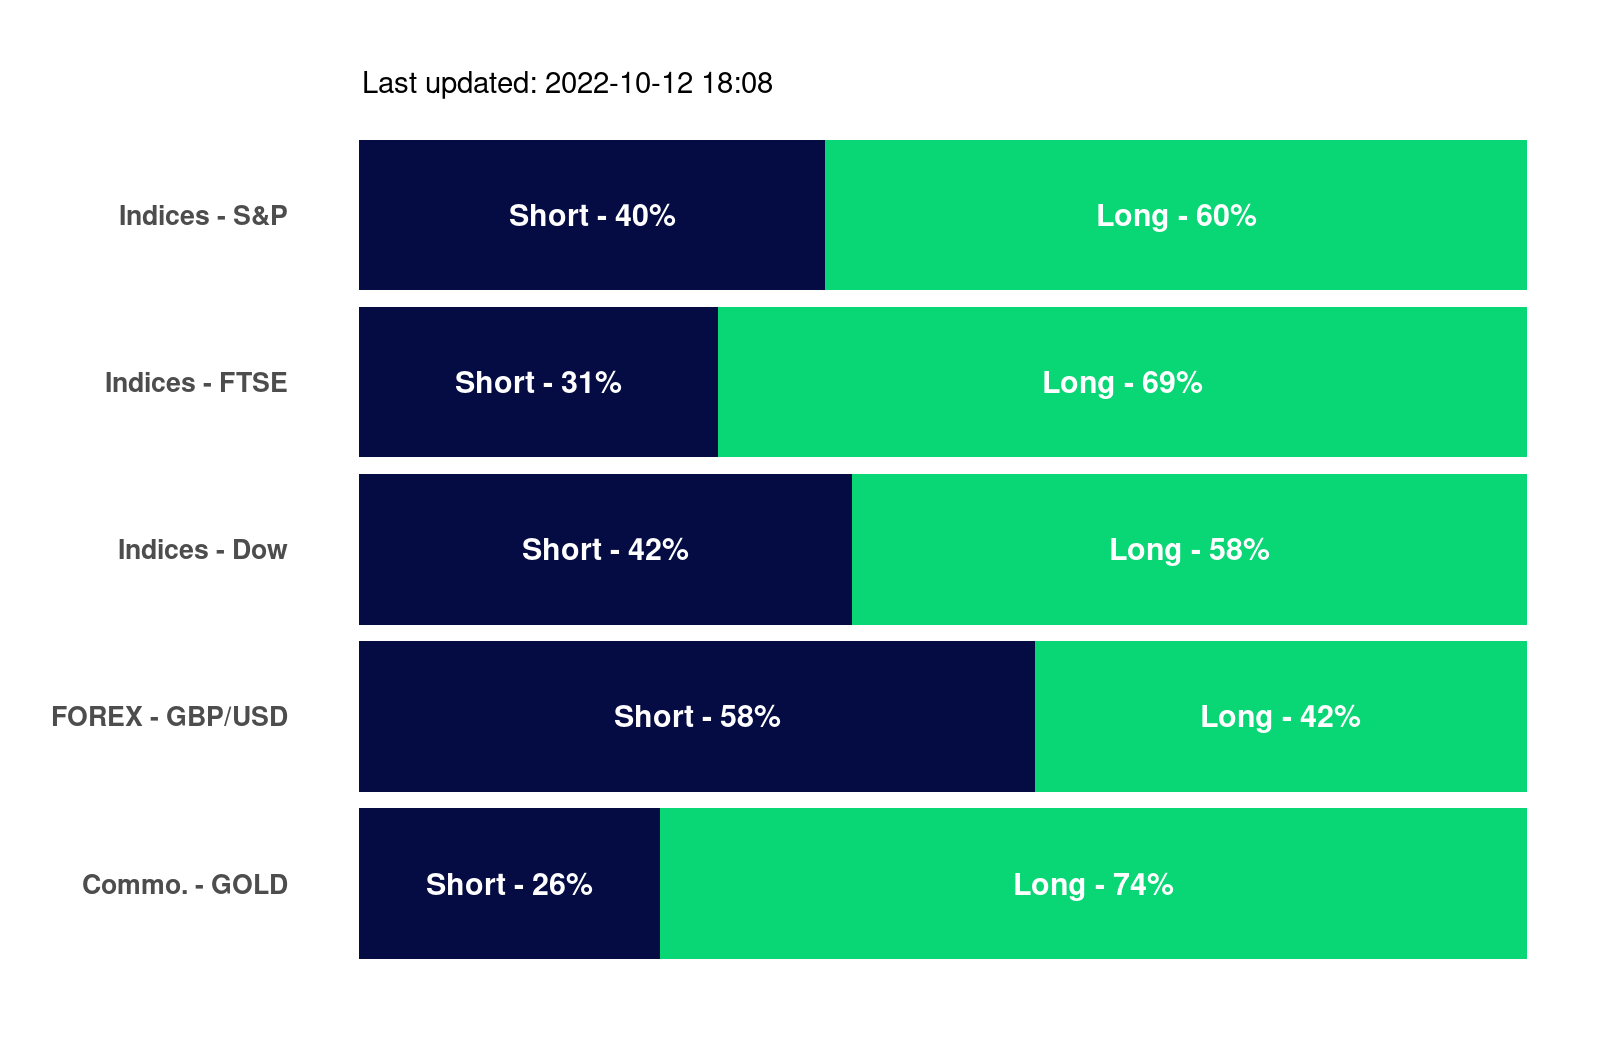 Last updated: 2022-10-12 18:08
Indices - S&P Short - 40% Long - 60%
Indices - FTSE Short - 31% Long - 69%
Indices - Dow Short - 42% Long - 58%
FOREX - GBP/USD Short - 58% Long - 42%
Commo. - GOLD Short - 26% Long - 74%